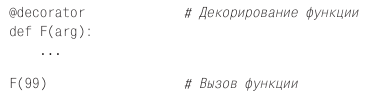 @decorator # Декорирование функции
def F(arg):
...
F(99) # Вызов функции